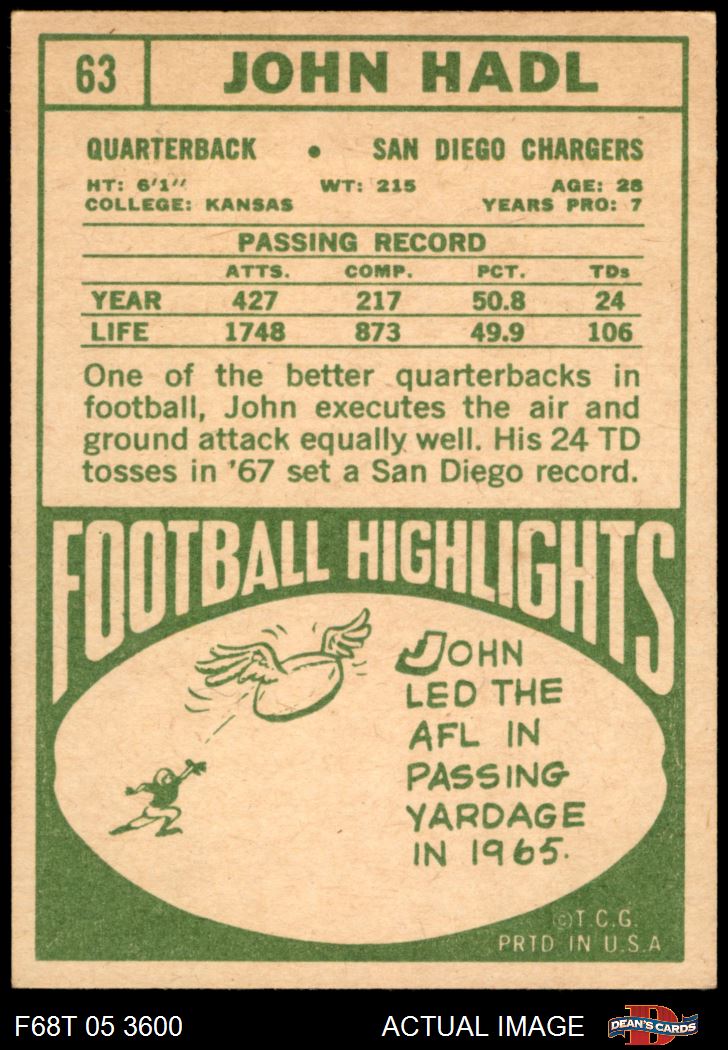 63 JOHN HADL
QUARTERBACK • SAN DIEGO CHARGERS
HT: 6'1" WT: 215 AGE: 28
COLLEGE: KANSAS YEARS PRO: 7
PASSING RECORD
ATTS. COMP. PCT. TDs
YEAR 427 217 50.8 24
LIFE 1748 873 49.9 106
One of the better quarterbacks in
football, John executes the air and
ground attack equally well. His 24 TD
tosses in '67 set a San Diego record.
FOOTBALL HIGHLIGHTS
JOHN
LED THE
AFL IN
PASSING
YARDAGE
IN 1965.
©T.C.G.
PRTD IN U.S.A
F68T 05 3600 ACTUAL IMAGE D DEAN'S CARDS